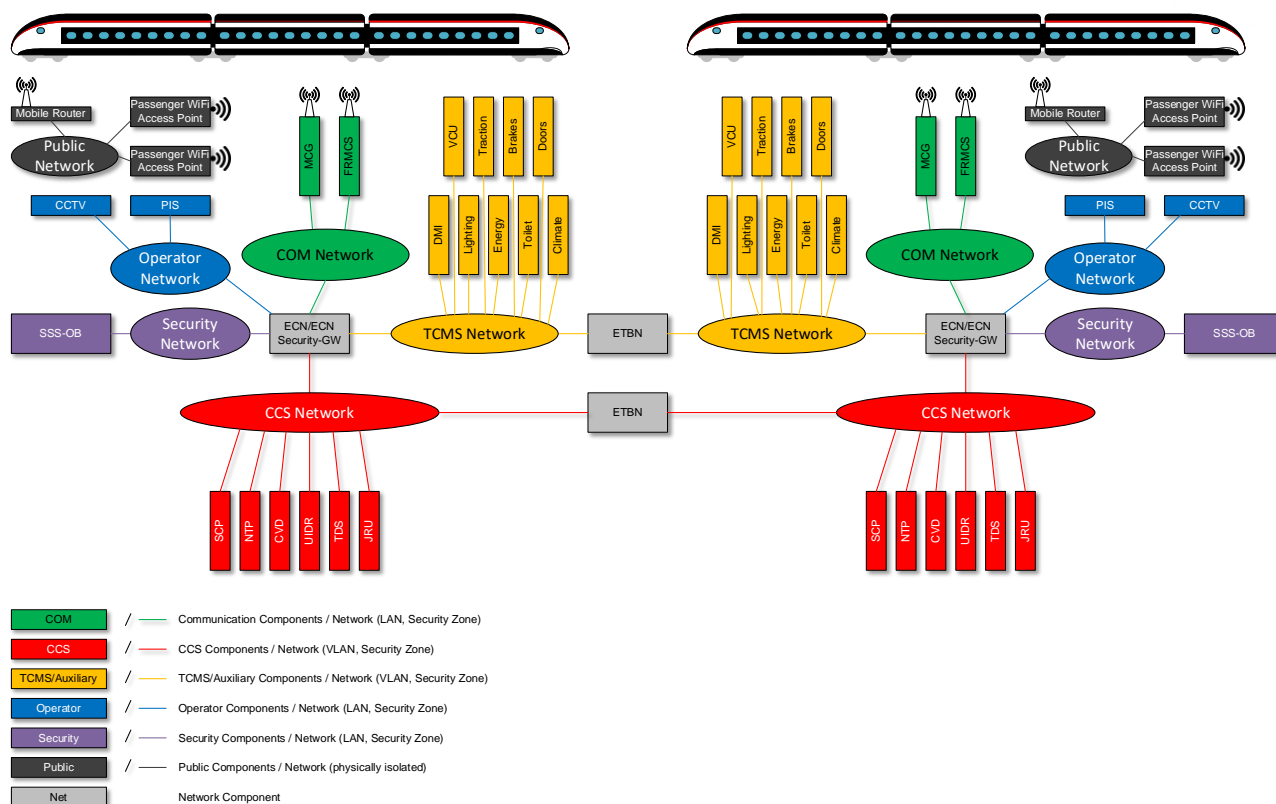 Mobile Router
Passenger WiFi
Access Point
Public
Network
Passenger WiFi
Access Point
CCTV
PIS
Operator
Network
MCG
FRMCS
COM Network
VCU
Traction
Brakes
Doors
DMI
Lighting
Energy
Toilet
Climate
SSS-OB
Security
Network
ECN/ECN
Security-GW
TCMS Network
ETBN
CCS Network
ETBN
SCP
NTP
CVD
UIDR
TDS
JRU
VCU
Traction
Brakes
Doors
DMI
Lighting
Energy
Toilet
Climate
MCG
FRMCS
COM Network
Mobile Router
Passenger WiFi
Access Point
Public
Network
Passenger WiFi
Access Point
PIS
CCTV
Operator
Network
TCMS Network
ECN/ECN
Security-GW
Security
Network
SSS-OB
CCS Network
SCP
NTP
CVD
UIDR
TDS
JRU
COM / Communication Components / Network (LAN, Security Zone)
CCS / CCS Components / Network (VLAN, Security Zone)
TCMS/Auxiliary / TCMS/Auxiliary Components / Network (VLAN, Security Zone)
Operator / Operator Components / Network (LAN, Security Zone)
Security / Security Components / Network (LAN, Security Zone)
Public / Public Components / Network (physically isolated)
Net Network Component